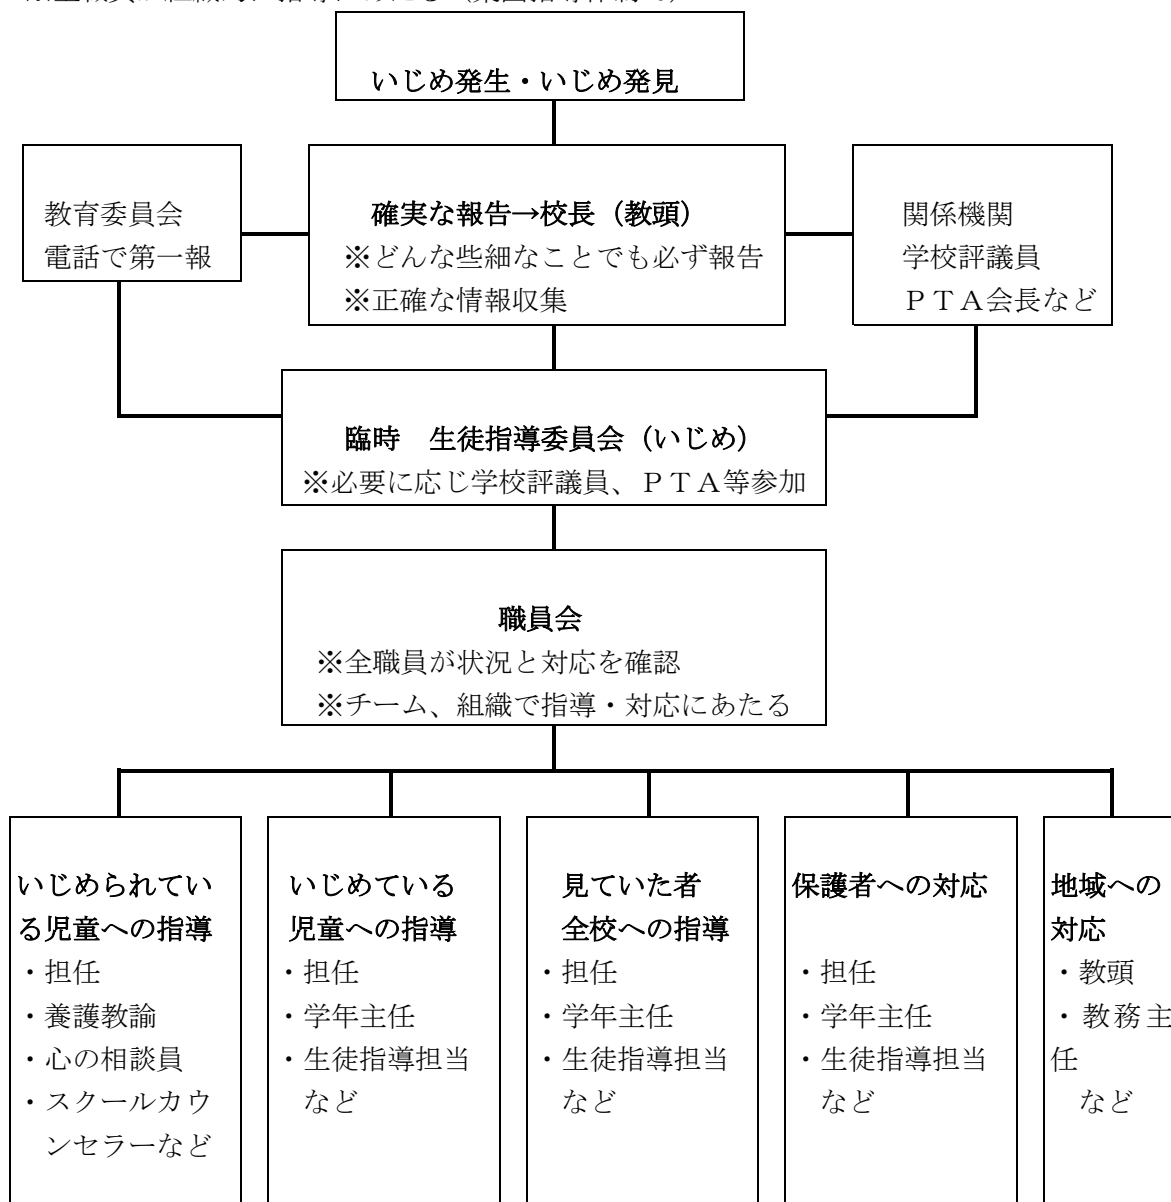 いじめ発生・いじめ発見
教育委員会
電話で第一報
確実な報告→校長（教頭）
※どんな些細なことでも必ず報告
※正確な情報収集
関係機関
学校評議員
ＰＴＡ会長など
臨時　生徒指導委員会（いじめ）
※必要に応じ学校評議員、ＰＴＡ等参加
職員会
※全職員が状況と対応を確認
※チーム、組織で指導・対応にあたる
いじめられてい
る児童への指導
・担任
・養護教諭
・心の相談員
・スクールカウ
ンセラーなど
いじめている
児童への指導
・担任
・学年主任
・生徒指導担当
など
見ていた者
全校への指導
・担任
・学年主任
・生徒指導担当
など
保護者への対応
・担任
・学年主任
・生徒指導担当
など
地域への
対応
・教頭
・教務主
任
など